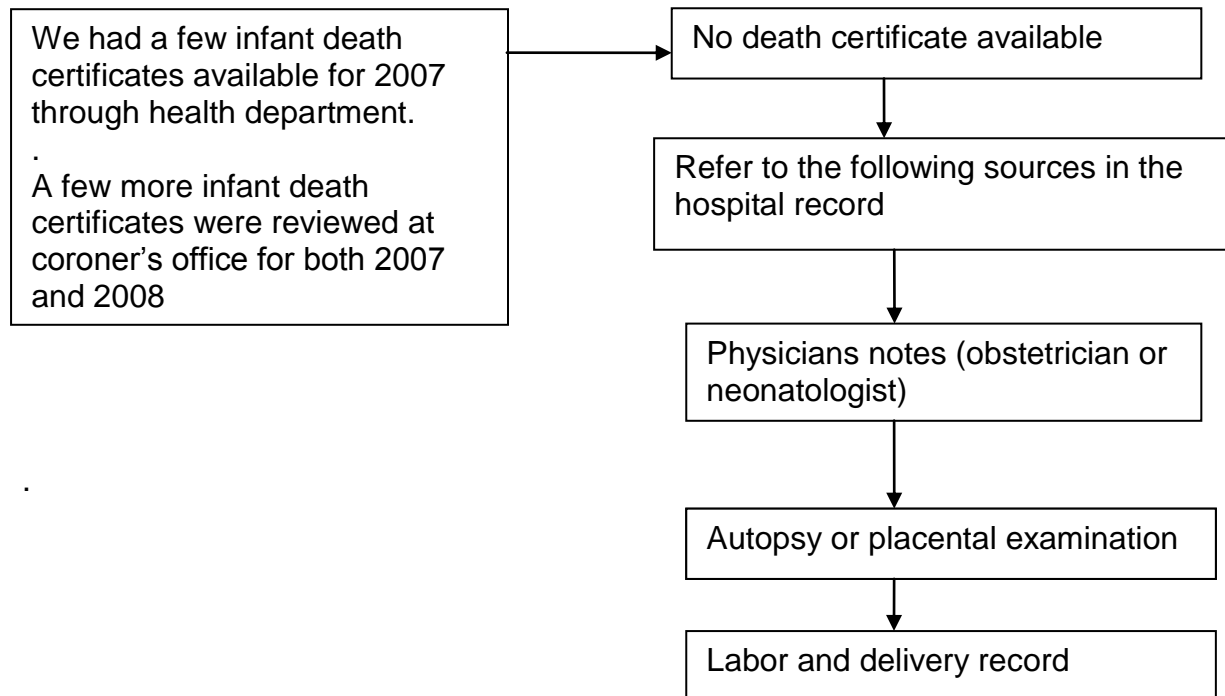 We had a few infant death
certificates available for 2007
through health department.
.
A few more infant death
certificates were reviewed at
coroner’s office for both 2007
and 2008
No death certificate available
Refer to the following sources in the
hospital record
Physicians notes (obstetrician or
neonatologist)
.
Autopsy or placental examination
Labor and delivery record